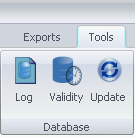 Exports Tools
Log Validity Update
Database